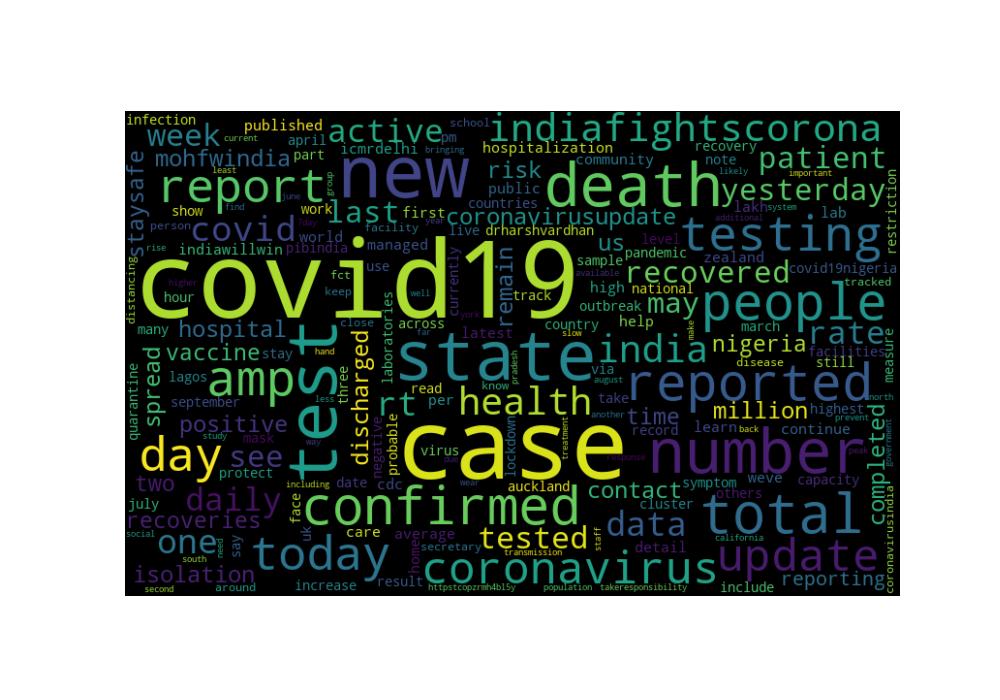 infection
published
current
april
active
pm
school
bringing
indiafightscorona
week
mohfwindia
part
icmrdelhi
hospitalization
community
recovery
note
patient
likely
important
staysafe
least
report
group
june
new
risk
public
countries
death
yesterday
show
work
last
first
coronavirusupdate
lakh
system
lab
restriction
person
find
7day
covid
world
facility
year
live
drharshvardhan
us
level
additional
testing
indiawillwin
pibindia
managed
sample
pandemic
zealand
distancing
rise
higher
use
currently
remain
available
recovered
covid19nigeria
covid19
fct
keep
well
track
high
national
tracked
hour
outbreak
help
may
people
many
hospital
close
across
laboratories
far
latest
york
slow
country
march
make
rate
measure
test
hand
state
india
nigeria
facilities
spread
vaccine
stay
disease
still
pradesh
via
lagos
amp
three
less
discharged
read
know
august
reported
north
rt
per
health
take
quarantine
september
another
time
million
highest
prevent
positive
negative
probable
case
record
learn
continue
government
study
mask
way
virus
lockdown
treatment
back
number
completed
day
see
protect
due
response
two
including
date
cdc
wear
auckland
contact
symptom
weve
capacity
july
daily
face
confirmed
cluster
others
peak
recoveries
social
one
need
say
uk
care
average
tested
staff
data
california
total
coronavirusindia
south
today
home
secretary
transmission
detail
update
isolation
result
coronavirus
reporting
second
around
increase
httpstcopzrmh4bl5y
population
takeresponsibility
include